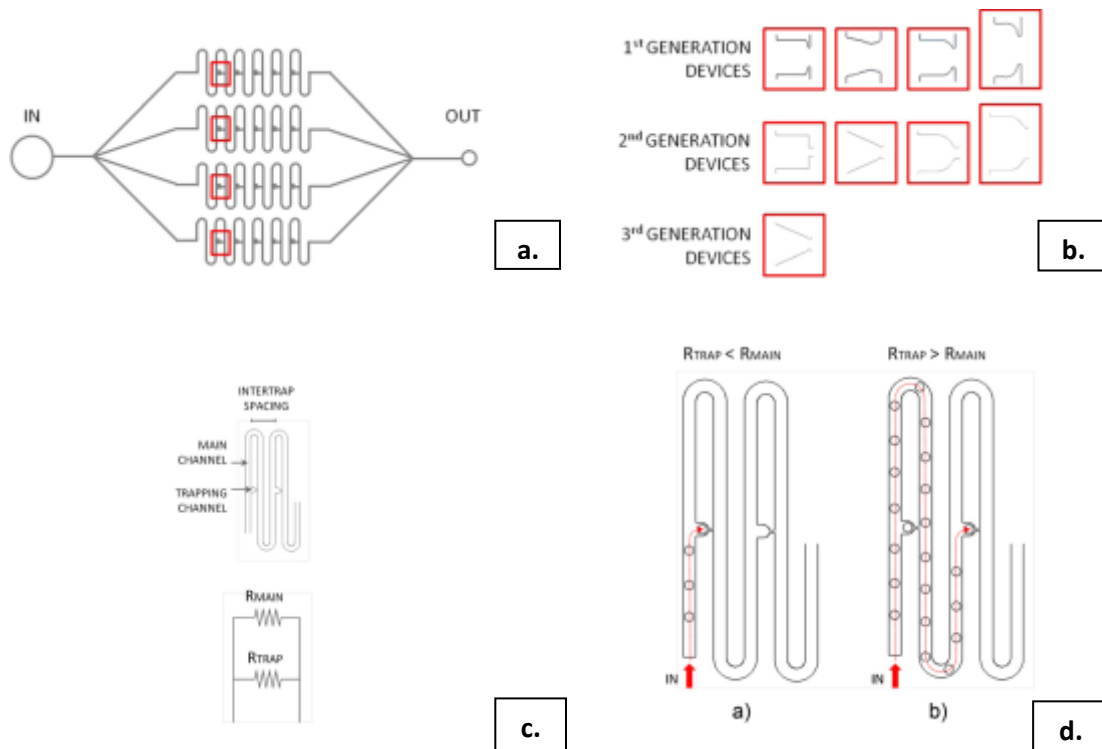 IN
OUT
a.
1st GENERATION
DEVICES
2nd GENERATION
DEVICES
3rd GENERATION
DEVICES
b.
INTERTRAP
SPACING
MAIN
CHANNEL
TRAPPING
CHANNEL
RMAIN
RTRAP
c.
RTRAP < RMAIN
RTRAP > RMAIN
IN
IN
a)
b)
d.